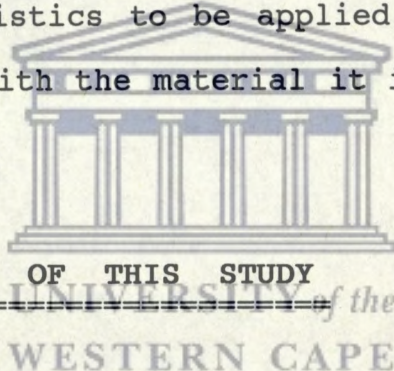 istics to be applied
ith the material it
OF THIS STUDY
UNIVERSITY of the
WESTERN CAPE